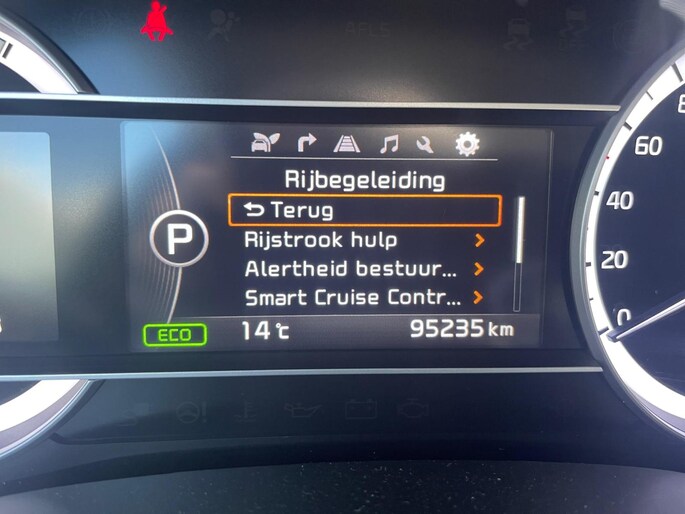 Rijbegeleiding
Terug
Rijstrook hulp
P
Alertheid bestuur...
Smart Cruise Contr...
ECO
14°C
95235 km
60
40
20
0